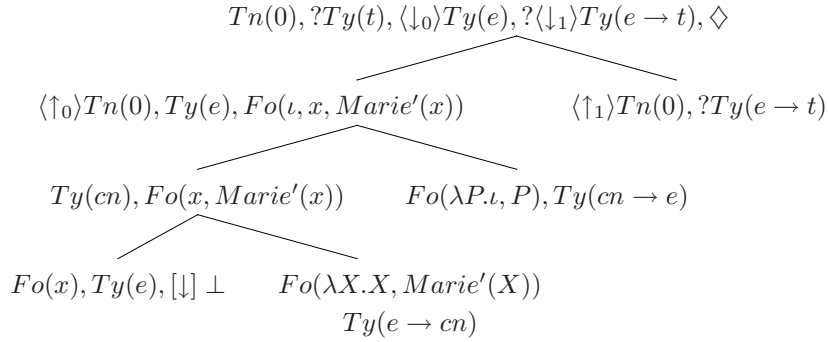 Tn(0), ?Ty(t), ⟨↓₀⟩Ty(e), ?⟨↓₁⟩Ty(e → t), ♢
⟨↑₀⟩Tn(0), Ty(e), Fo(ι, x, Marie′(x)) ⟨↑₁⟩Tn(0), ?Ty(e → t)
Ty(cn), Fo(x, Marie′(x)) Fo(λP.ι, P), Ty(cn → e)
Fo(x), Ty(e), [↓] ⊥ Fo(λX.X, Marie′(X))
Ty(e → cn)